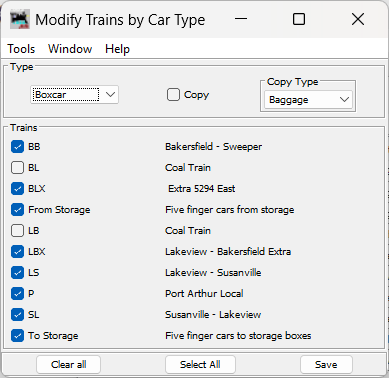 Modify Trains by Car Type
Tools Window Help
Type
Copy Type
Boxcar Copy Baggage
Trains
BB Bakersfield - Sweeper
BL Coal Train
BLX Extra 5294 East
From Storage Five finger cars from storage
LB Coal Train
LBX Lakeview - Bakersfield Extra
LS Lakeview - Susanville
P Port Arthur Local
SL Susanville - Lakeview
To Storage Five finger cars to storage boxes
Clear all Select All Save